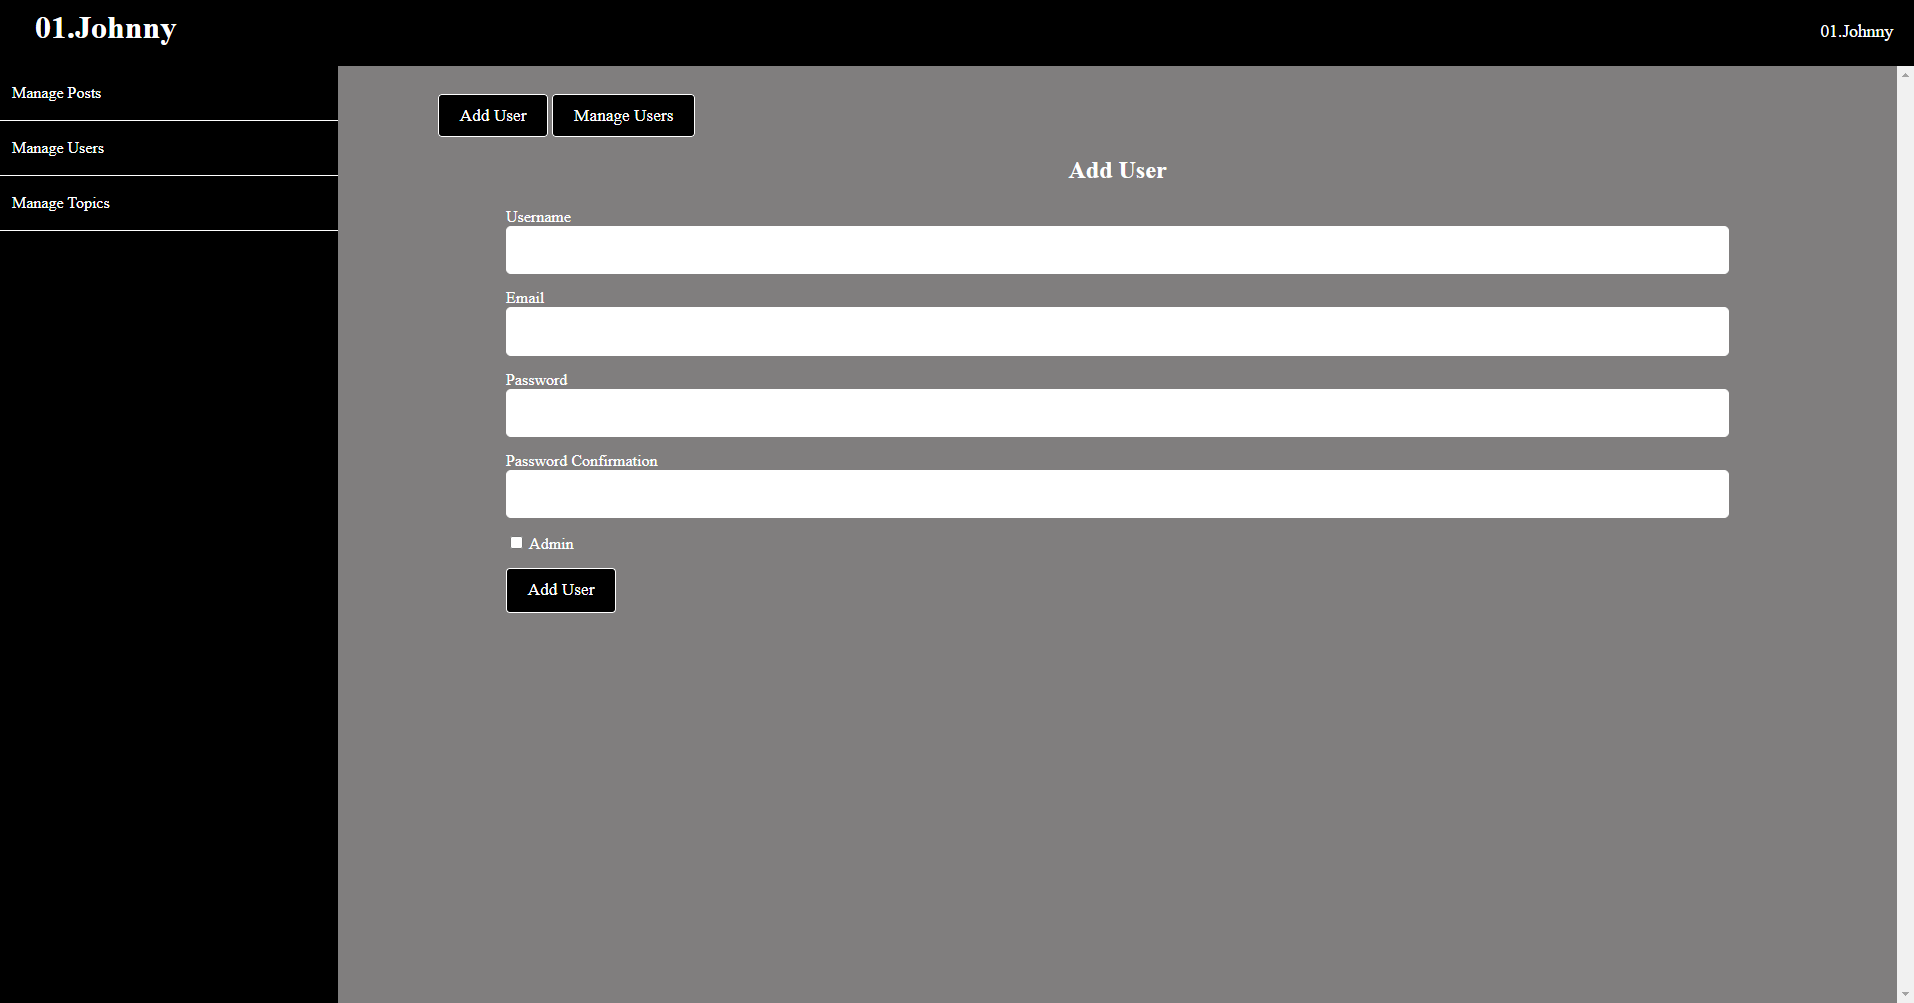 01.Johnny
01.Johnny
Manage Posts
Manage Users
Manage Topics
Add User
Manage Users
Add User
Username
Email
Password
Password Confirmation
Admin
Add User